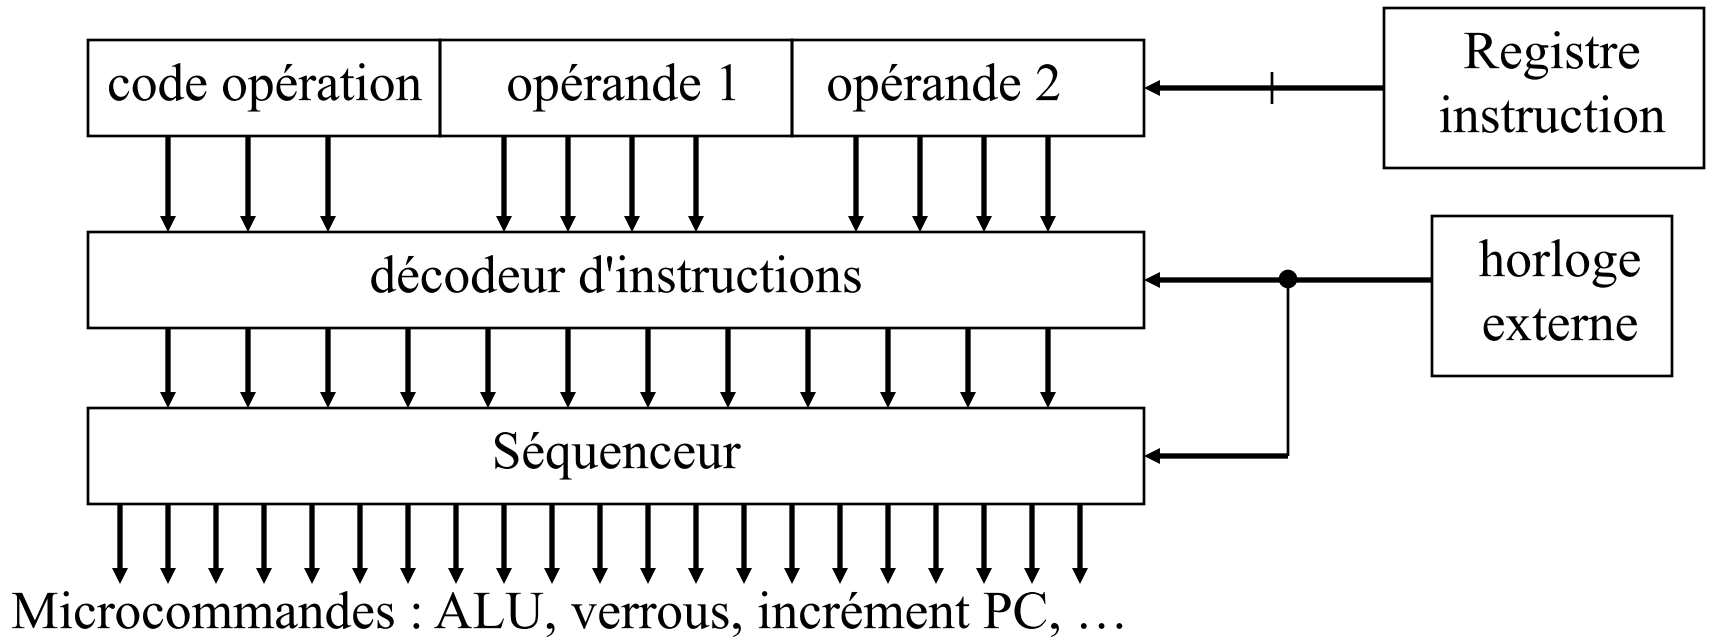 code opération
opérande 1
opérande 2
Registre
instruction
décodeur d'instructions
horloge
externe
Séquenceur
Microcommandes : ALU, verrous, incrément PC, …